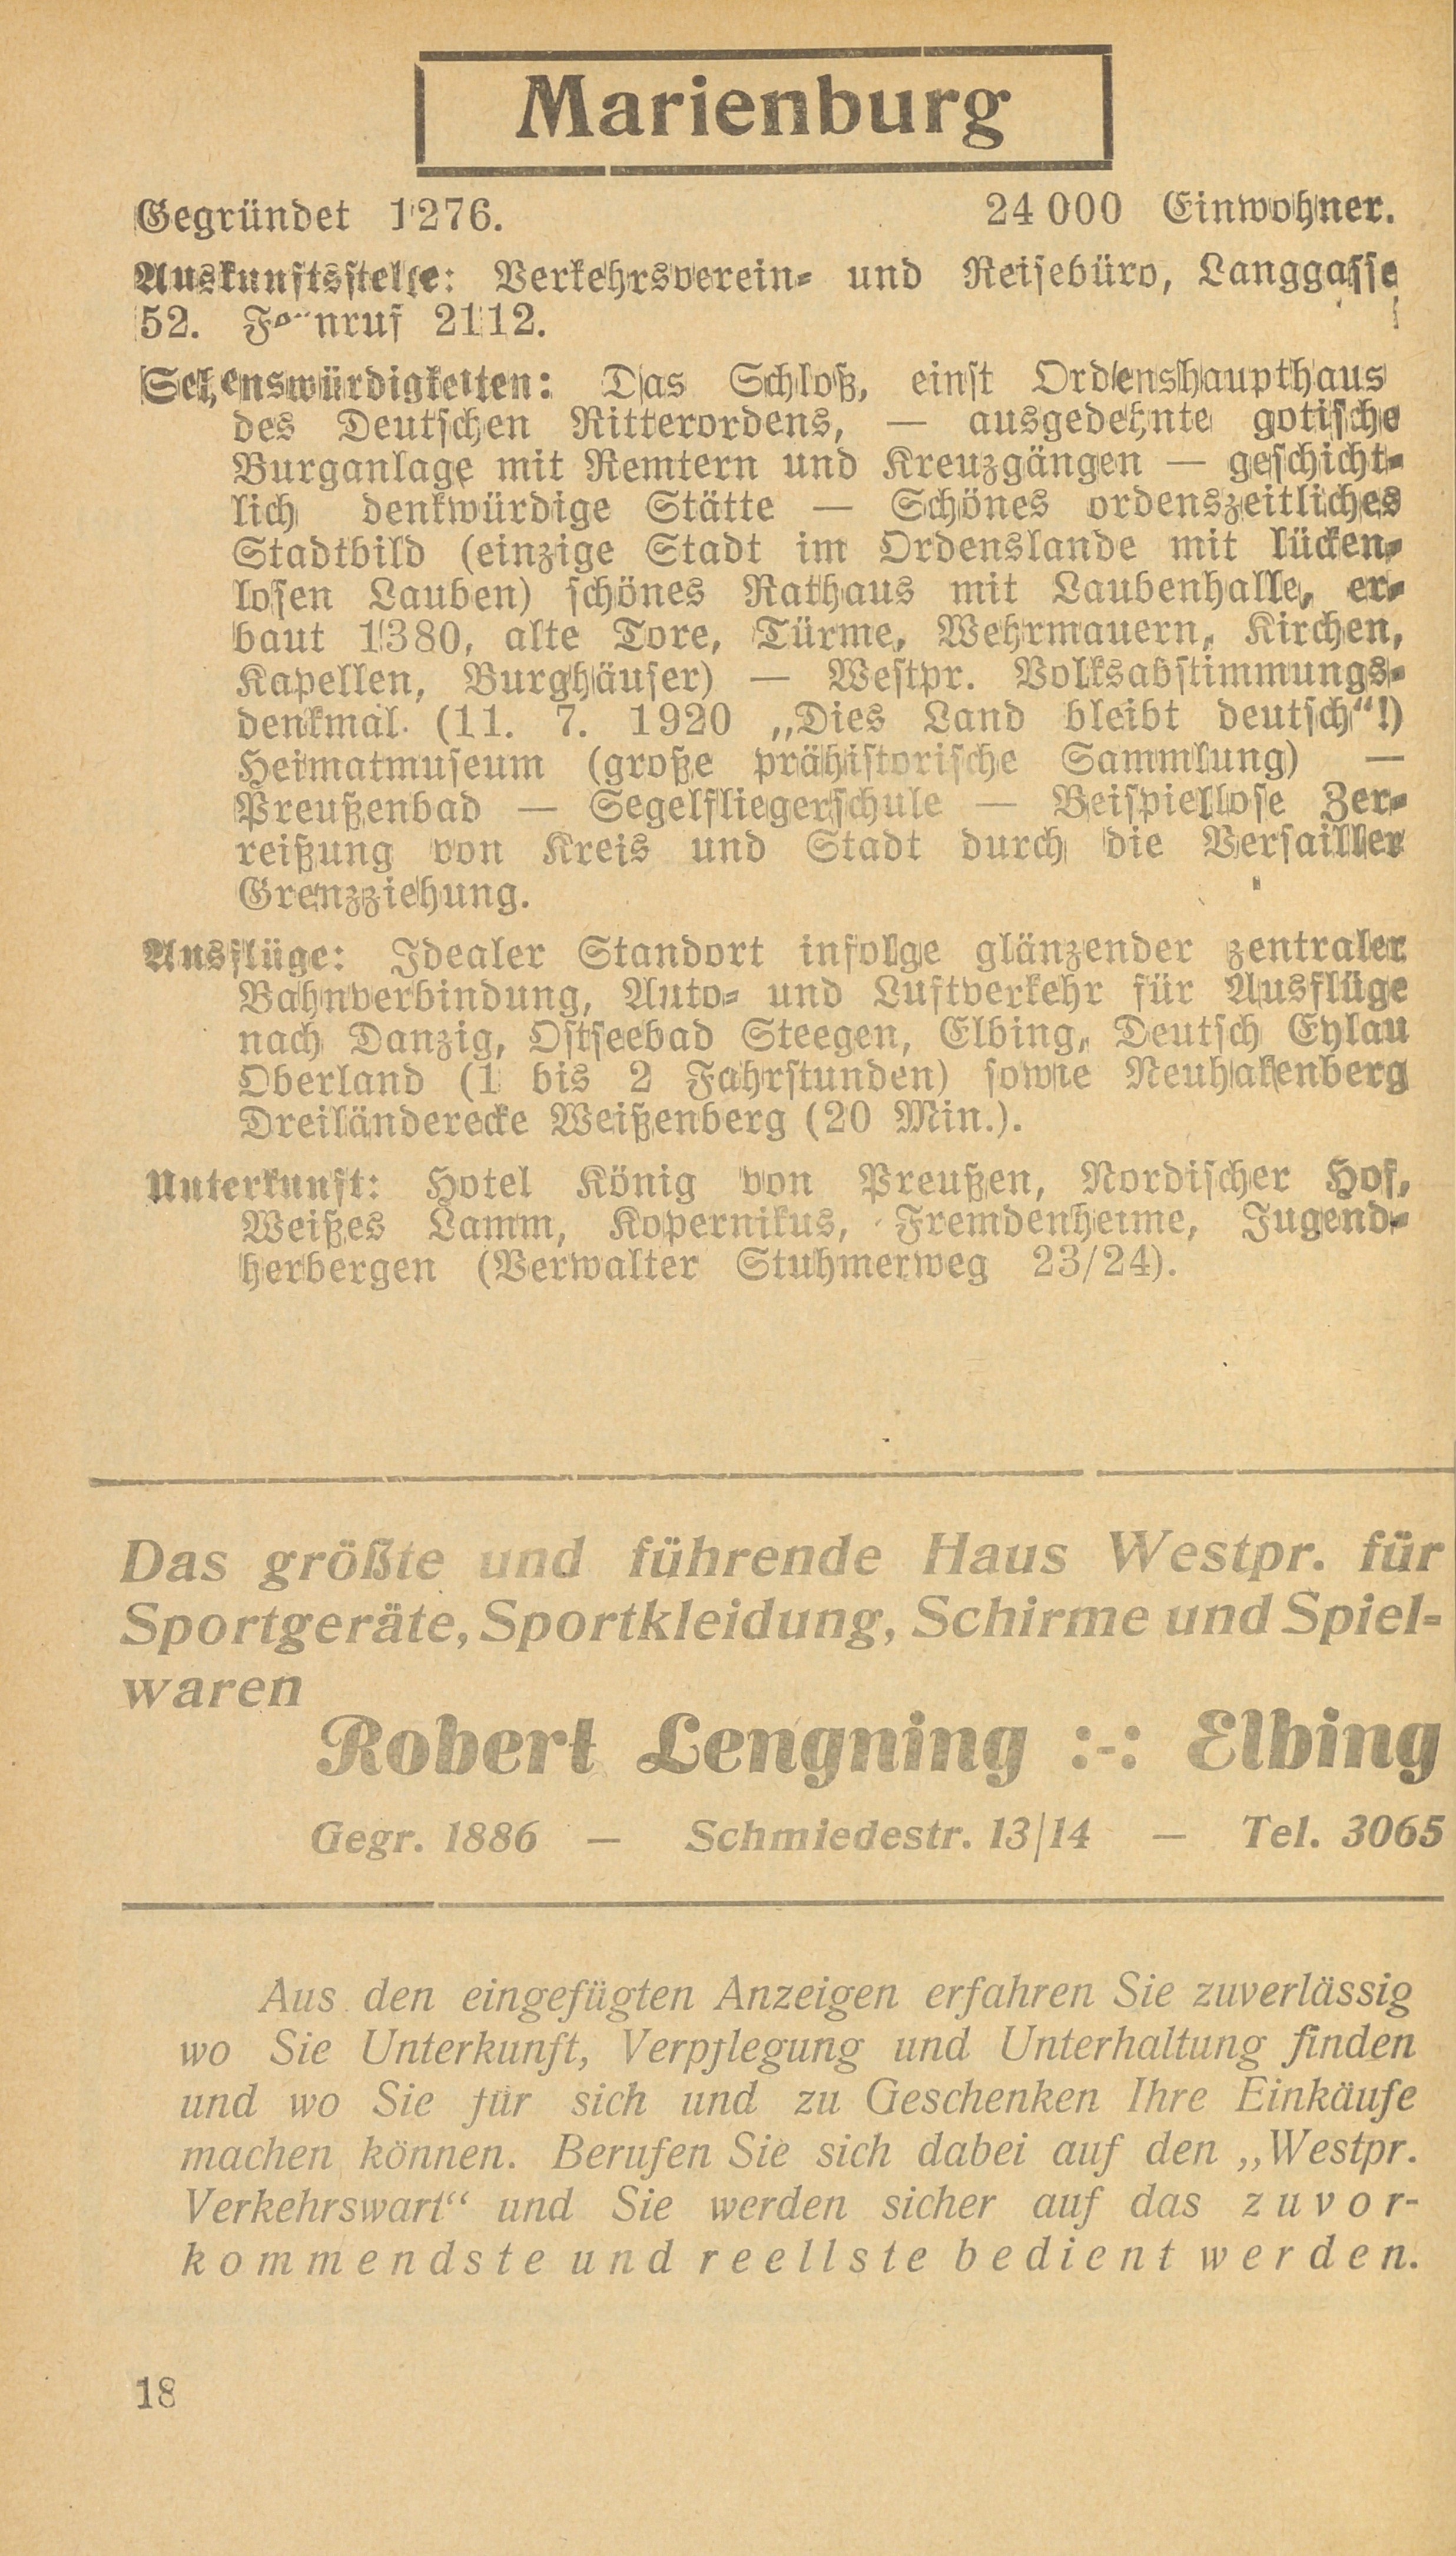 Marienburg
Gegründet 1276. 24 000 Einwohner.
Auskunftsstelle: Verkehrsverein- und Reisebüro, Langgasse
52. Fernruf 2112.
Sehenswürdigkeiten: Das Schloß, einst Ordenshaupthaus
des Deutschen Ritterordens, — ausgedehnte gotische
Burganlage mit Remtern und Kreuzgängen — geschicht-
lich denkwürdige Stätte — Schönes ordenszeitliches
Stadtbild (einzige Stadt im Ordenslande mit lücken-
losen Lauben) schönes Rathaus mit Laubenhalle, er-
baut 1380, alte Tore, Türme, Wehrmauern, Kirchen,
Kapellen, Burghäuser) — Westpr. Volksabstimmungs-
denkmal (11. 7. 1920 „Dies Land bleibt deutsch“!)
Heimatmuseum (große prähistorische Sammlung) —
Preußenbad — Segelfliegerschule — Beispiellose Zer-
reißung von Kreis und Stadt durch die Versailler
Grenzziehung.
Ausflüge: Idealer Standort infolge glänzender zentraler
Bahnverbindung, Auto- und Luftverkehr für Ausflüge
nach Danzig, Ostseebad Steegen, Elbing, Deutsch Eylau
Oberland (1 bis 2 Fahrstunden) sowie Neuhakenberg
Dreiländerecke Weißenberg (20 Min.).
Unterkunft: Hotel König von Preußen, Nordischer Hof,
Weißes Lamm, Kopernikus, Fremdenheime, Jugend-
herbergen (Verwalter Stuhmerweg 23/24).
Das größte und führende Haus Westpr. für
Sportgeräte, Sportkleidung, Schirme und Spiel-
waren
Robert Lengning :-: Elbing
Gegr. 1886 — Schmiedestr. 13/14 — Tel. 3065
Aus den eingefügten Anzeigen erfahren Sie zuverlässig
wo Sie Unterkunft, Verpflegung und Unterhaltung finden
und wo Sie für sich und zu Geschenken Ihre Einkäufe
machen können. Berufen Sie sich dabei auf den „Westpr.
Verkehrswart“ und Sie werden sicher auf das zuvor-
kommendste und reellste bedient werden.
18